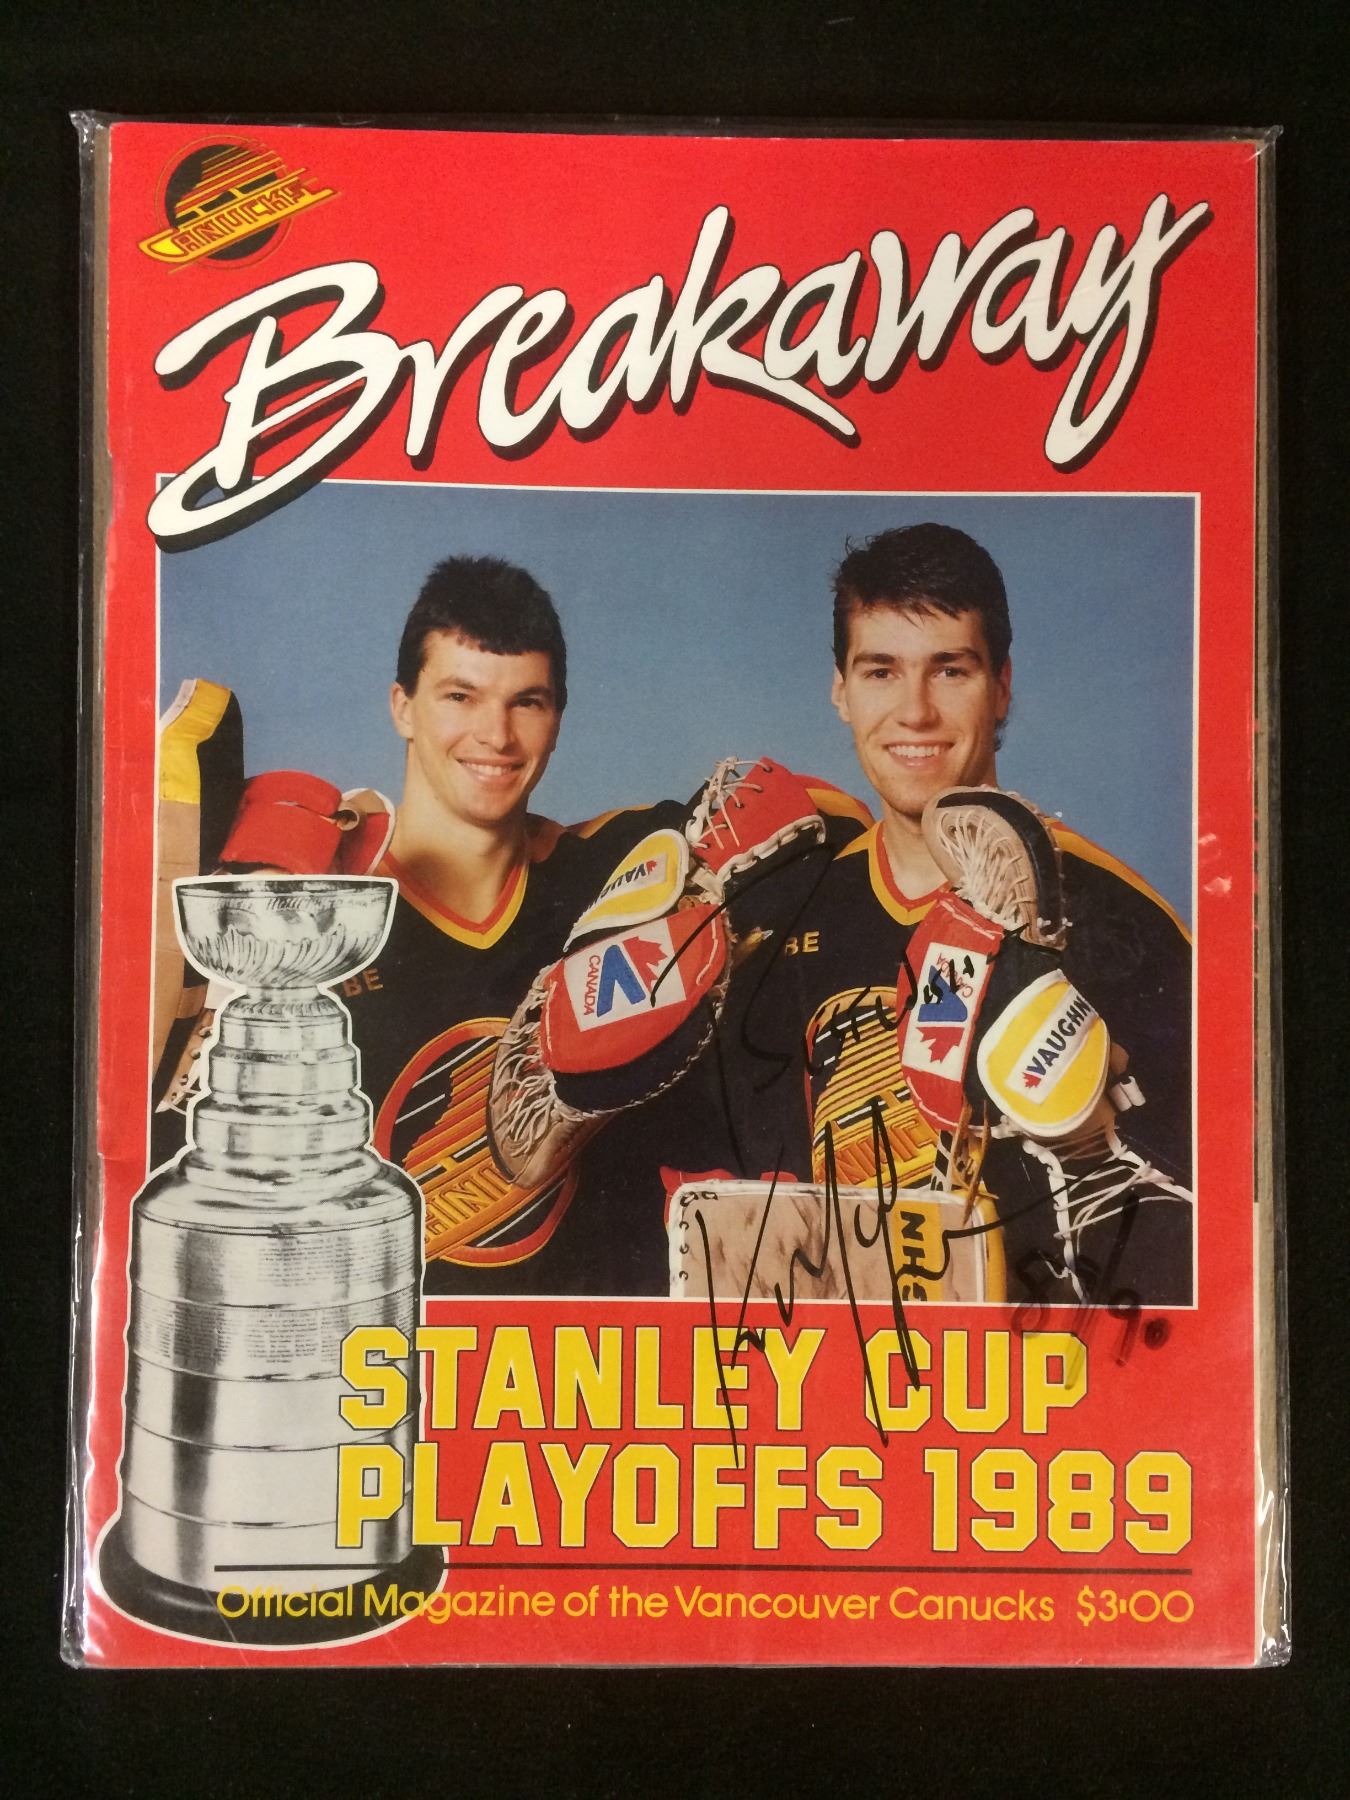 CANUCKS
Breakaway
VAUGHN
CANADA
BE
BE
CANADA
VAUGHN
STANLEY CUP
PLAYOFFS 1989
Official Magazine of the Vancouver Canucks $3.00